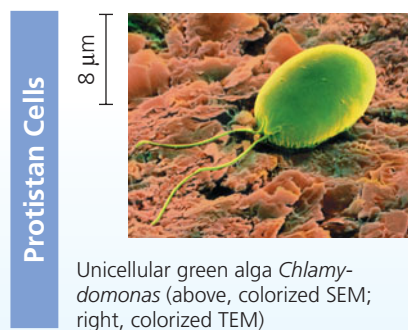 Protistan Cells
8 μm
Unicellular green alga Chlamy-
domonas (above, colorized SEM;
right, colorized TEM)